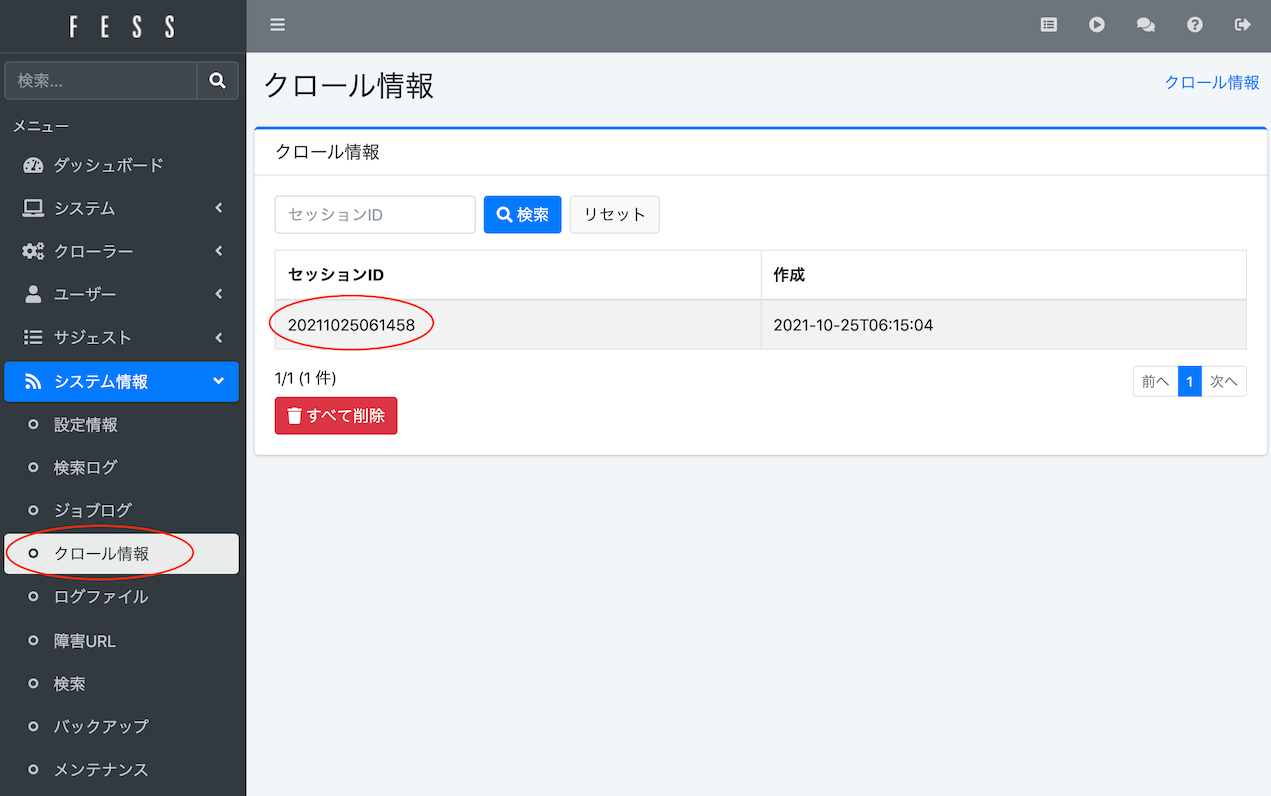 FESS
検索...
メニュー
ダッシュボード
システム
クローラー
ユーザー
サジェスト
システム情報
設定情報
検索ログ
ジョブログ
クロール情報
ログファイル
障害URL
検索
バックアップ
メンテナンス
クロール情報
クロール情報
クロール情報
セッションID 検索 リセット
セッションID 作成
20211025061458 2021-10-25T06:15:04
1/1 (1 件)
前へ 1 次へ
すべて削除